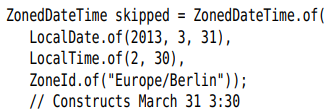 ZonedDateTime skipped = ZonedDateTime.of(
LocalDate.of(2013, 3, 31),
LocalTime.of(2, 30),
ZoneId.of("Europe/Berlin"));
// Constructs March 31 3:30